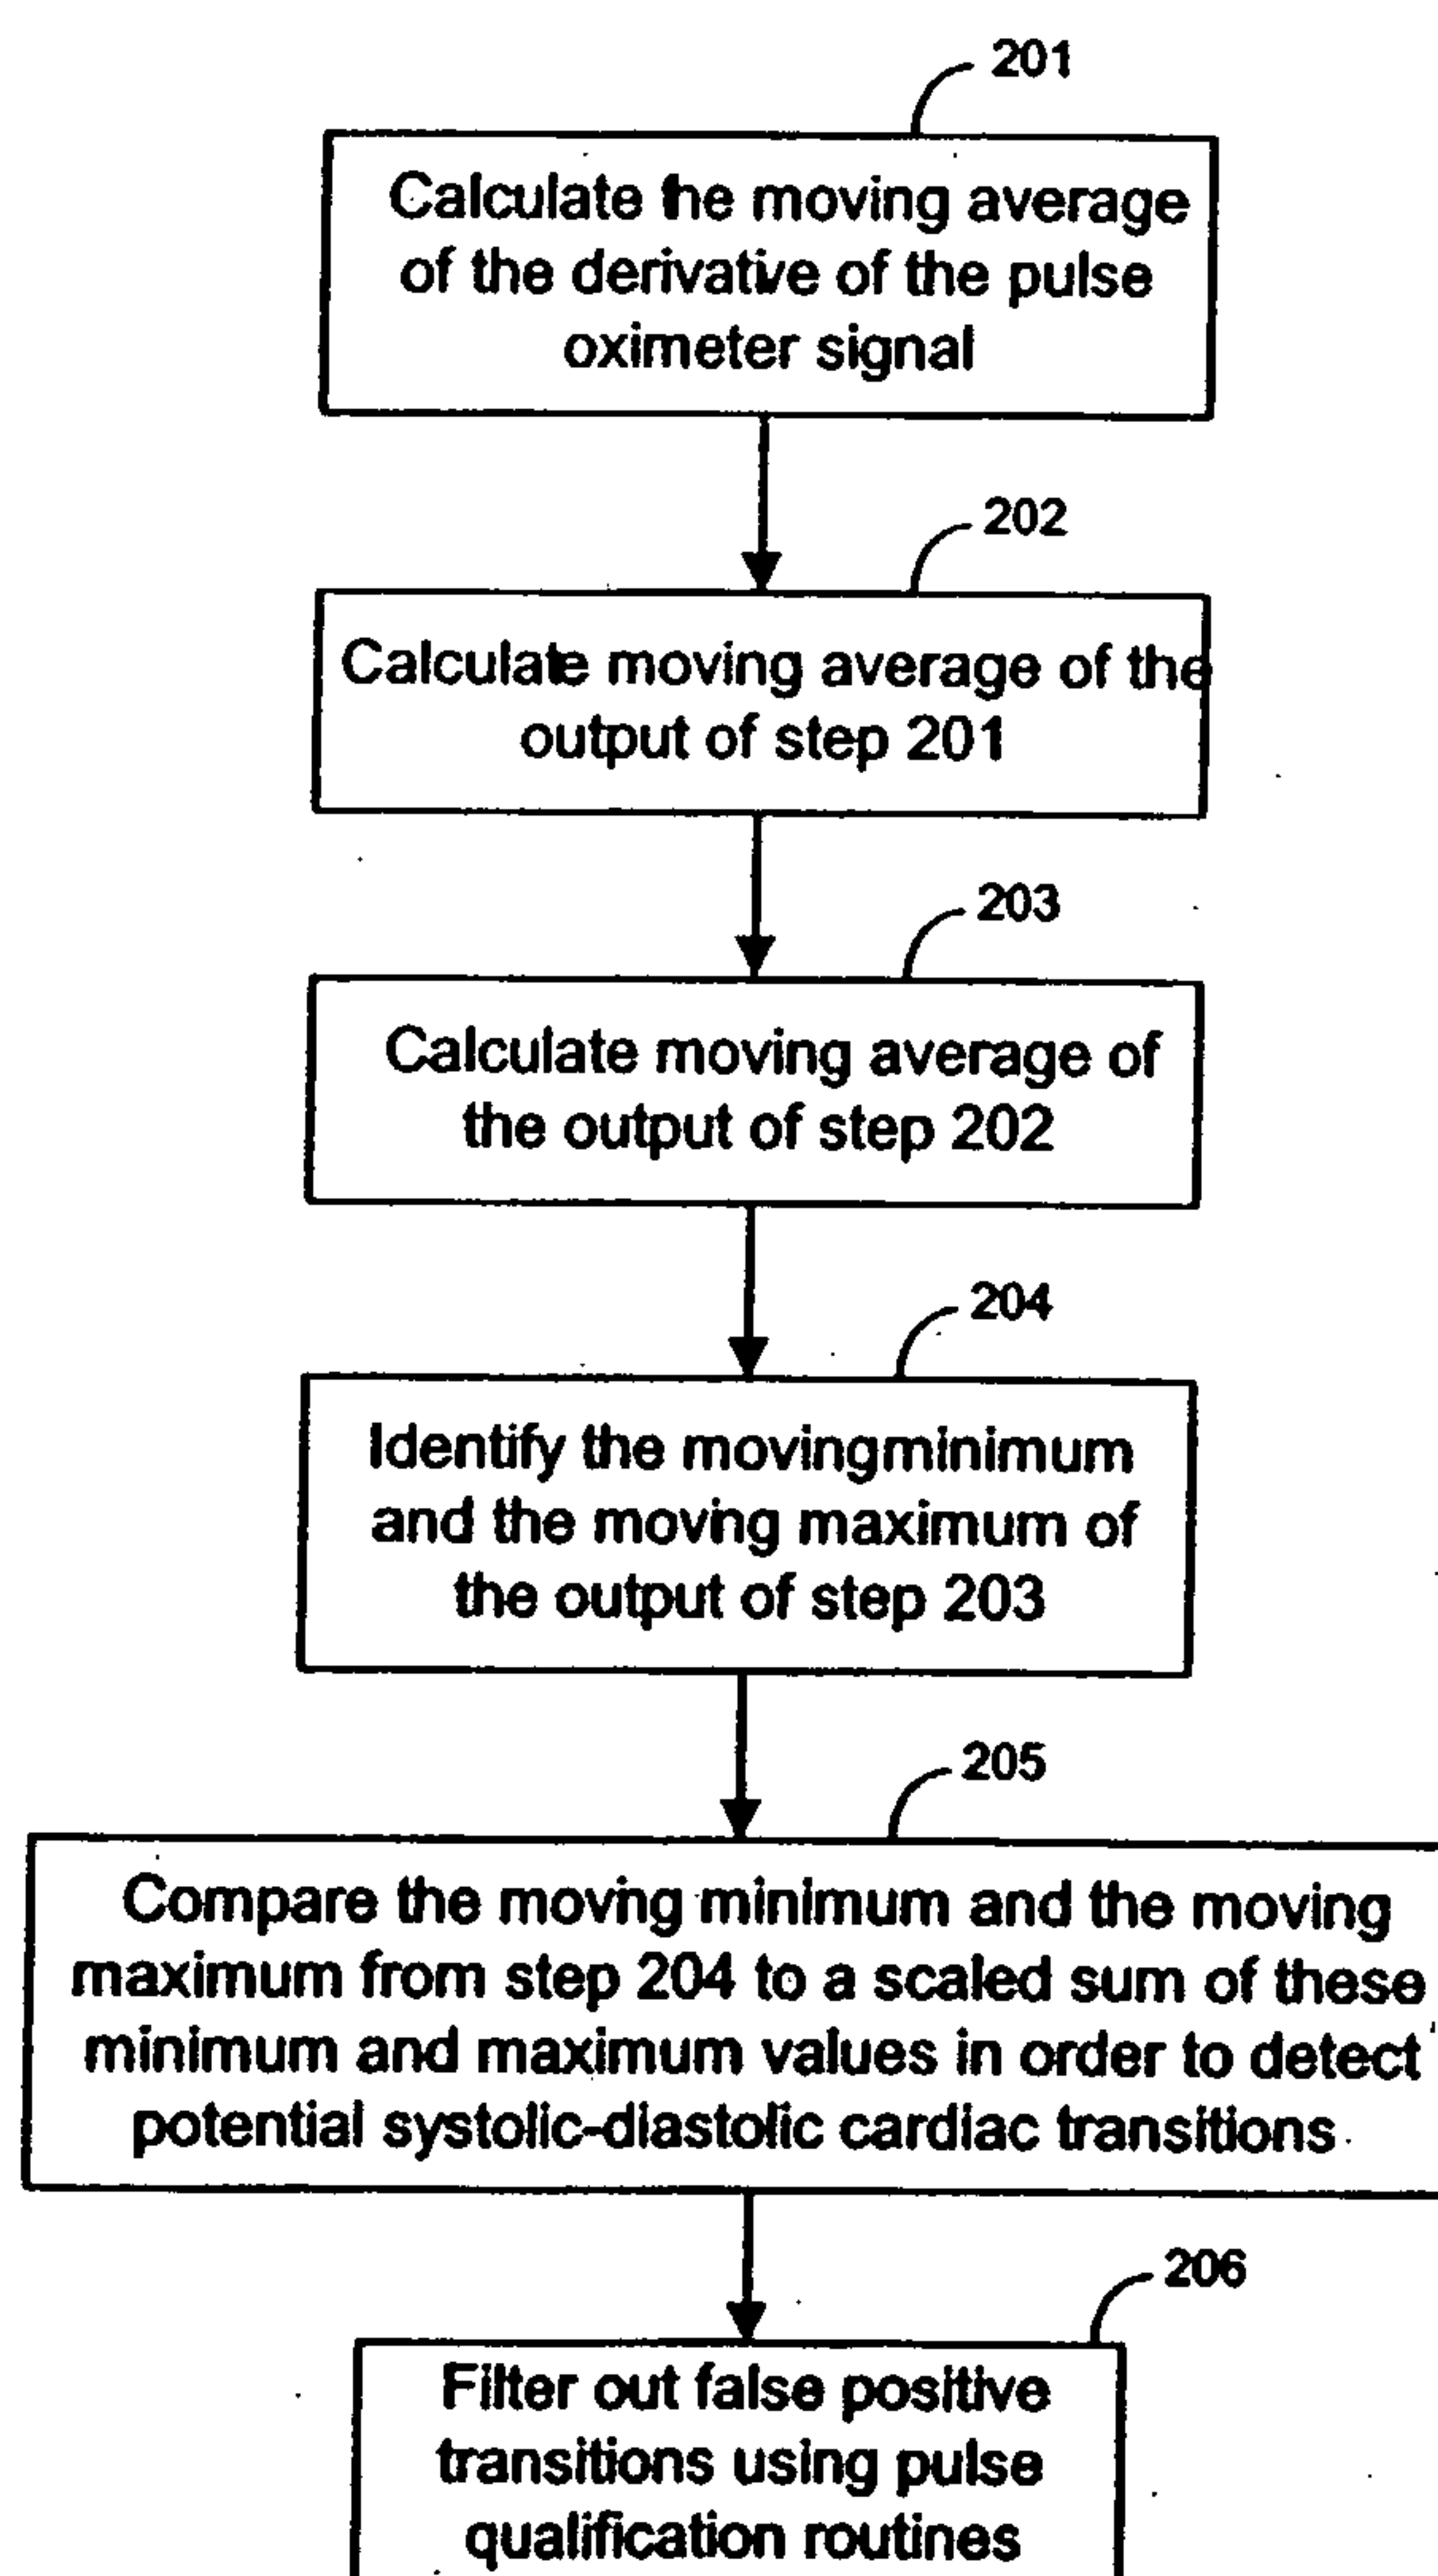 201
Calculate the moving average
of the derivative of the pulse
oximeter signal
202
Calculate moving average of the
output of step 201
203
Calculate moving average of
the output of step 202
204
Identify the movingminimum
and the moving maximum of
the output of step 203
205
Compare the moving minimum and the moving
maximum from step 204 to a scaled sum of these
minimum and maximum values in order to detect
potential systolic-diastolic cardiac transitions
206
Filter out false positive
transitions using pulse
qualification routines